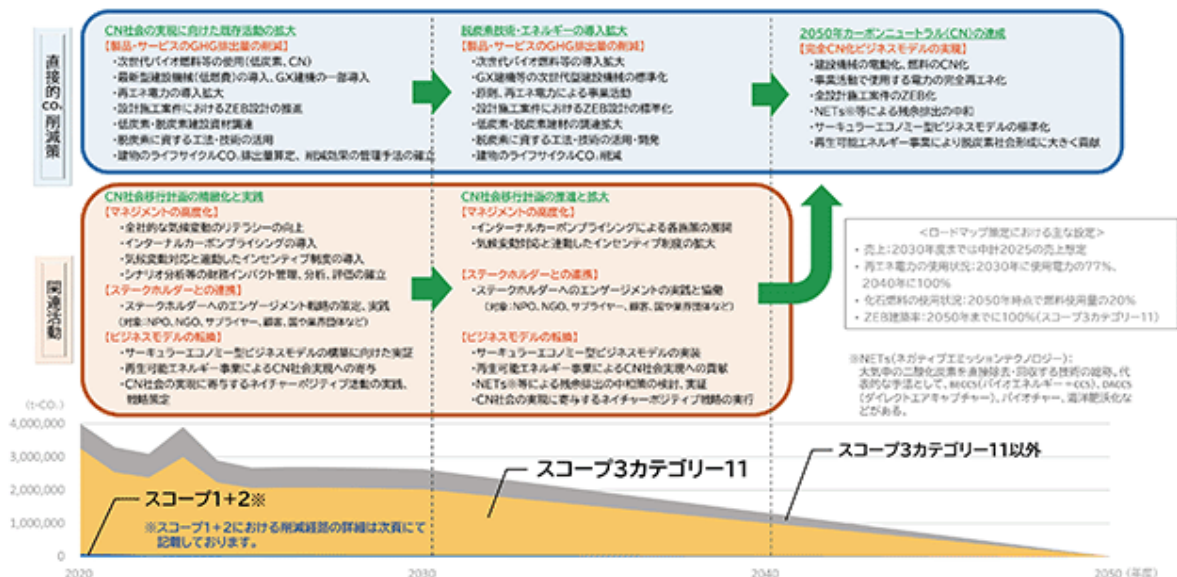 直接的CO₂削減策
CN社会の実現に向けた既存活動の拡大
【製品・サービスのGHG排出量の削減】
・次世代バイオ燃料等の使用(低炭素、CN)
・最新型建設機械(低燃費)の導入、GX建機の一部導入
・再エネ電力の導入拡大
・設計施工案件におけるZEB設計の推進
・低炭素・脱炭素建設資材調達
・脱炭素に資する工法・技術の活用
・建物のライフサイクルCO₂排出量算定、削減効果の管理手法の確立
脱炭素技術・エネルギーの導入拡大
【製品・サービスのGHG排出量の削減】
・次世代バイオ燃料等の導入拡大
・GX建機等の次世代型建設機械の標準化
・原則、再エネ電力による事業活動
・設計施工案件におけるZEB設計の標準化
・低炭素・脱炭素建材の調達拡大
・脱炭素に資する工法・技術の活用・開発
・建物のライフサイクルCO₂削減
2050年カーボンニュートラル(CN)の達成
【完全CN化ビジネスモデルの実現】
・建設機械の電動化、燃料のCN化
・事業活動で使用する電力の完全再エネ化
・全設計施工案件のZEB化
・NETs※等による残余排出の中和
・サーキュラーエコノミー型ビジネスモデルの標準化
・再生可能エネルギー事業により脱炭素社会形成に大きく貢献
関連活動
CN社会移行計画の精緻化と実践
【マネジメントの高度化】
・全社的な気候変動のリテラシーの向上
・インターナルカーボンプライシングの導入
・気候変動対応と連動したインセンティブ制度の導入
・シナリオ分析等の財務インパクト管理、分析、評価の確立
【ステークホルダーとの連携】
・ステークホルダーへのエンゲージメント戦略の策定、実践
(対象:NPO、NGO、サプライヤー、顧客、国や業界団体など)
【ビジネスモデルの転換】
・サーキュラーエコノミー型ビジネスモデルの構築に向けた実証
・再生可能エネルギー事業によるCN社会実現への寄与
・CN社会の実現に寄与するネイチャーポジティブ活動の実践、
戦略策定
CN社会移行計画の推進と拡大
【マネジメントの高度化】
・インターナルカーボンプライシングによる各施策の展開
・気候変動対応と連動したインセンティブ制度の拡大
【ステークホルダーとの連携】
・ステークホルダーへのエンゲージメントの実践と協働
(対象:NPO、NGO、サプライヤー、顧客、国や業界団体など)
【ビジネスモデルの転換】
・サーキュラーエコノミー型ビジネスモデルの実装
・再生可能エネルギー事業によるCN社会実現への貢献
・NETs※等による残余排出の中和策の検討、実証
・CN社会の実現に寄与するネイチャーポジティブ戦略の実行
<ロードマップ策定における主な設定>
・売上:2030年度までは中計2025の売上想定
・再エネ電力の使用状況:2030年に使用電力の77%、
2040年に100%
・化石燃料の使用状況:2050年時点で燃料使用量の20%
・ZEB建築率:2050年までに100%(スコープ3カテゴリー11)
※NETs(ネガティブエミッションテクノロジー):
大気中の二酸化炭素を直接除去・回収する技術の総称。代
表的な手法として、BECCS(バイオエネルギー+CCS)、DACCS
(ダイレクトエアキャプチャー)、バイオチャー、海洋肥沃化な
どがある。
(t-CO₂)
4,000,000
3,000,000
2,000,000
1,000,000
0
スコープ1+2※
※スコープ1+2における削減経路の詳細は次頁にて
記載しております。
スコープ3カテゴリー11
スコープ3カテゴリー11以外
2020
2030
2040
2050 (年度)